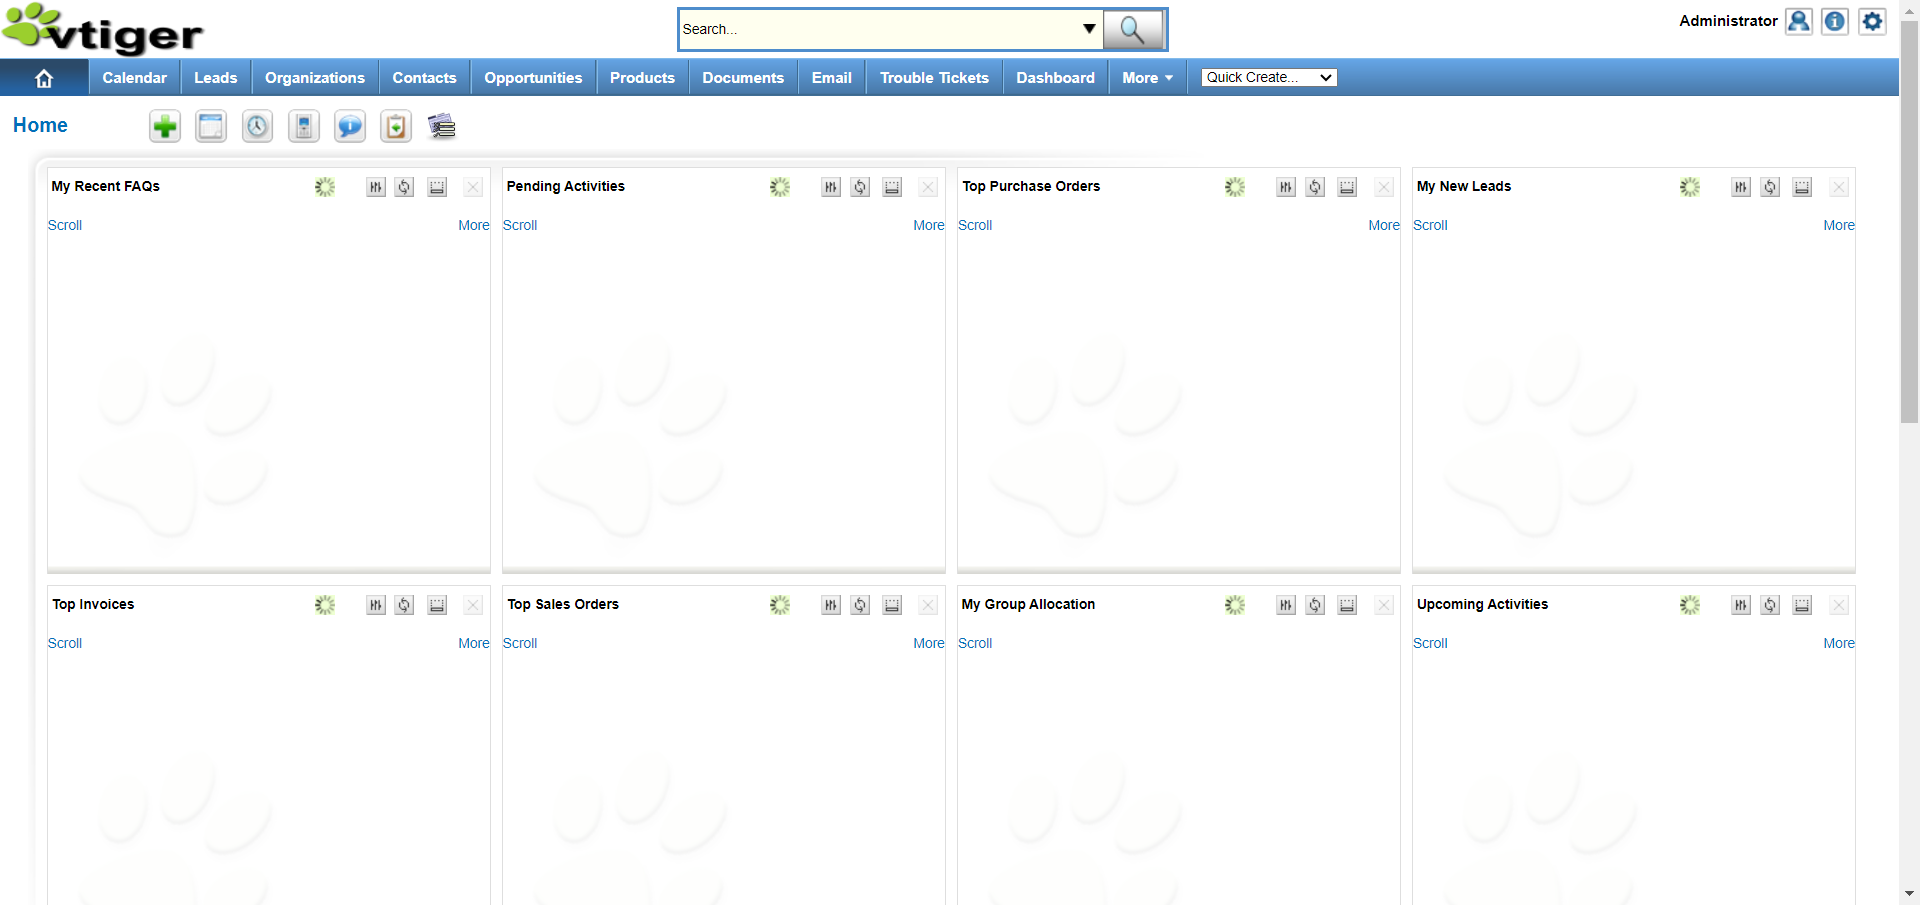 vtiger
Search...
Administrator
Calendar Leads Organizations Contacts Opportunities Products Documents Email Trouble Tickets Dashboard More Quick Create...
Home
My Recent FAQs
Scroll More
Pending Activities
Scroll More
Top Purchase Orders
Scroll More
My New Leads
Scroll More
Top Invoices
Scroll More
Top Sales Orders
Scroll More
My Group Allocation
Scroll
Upcoming Activities
Scroll More